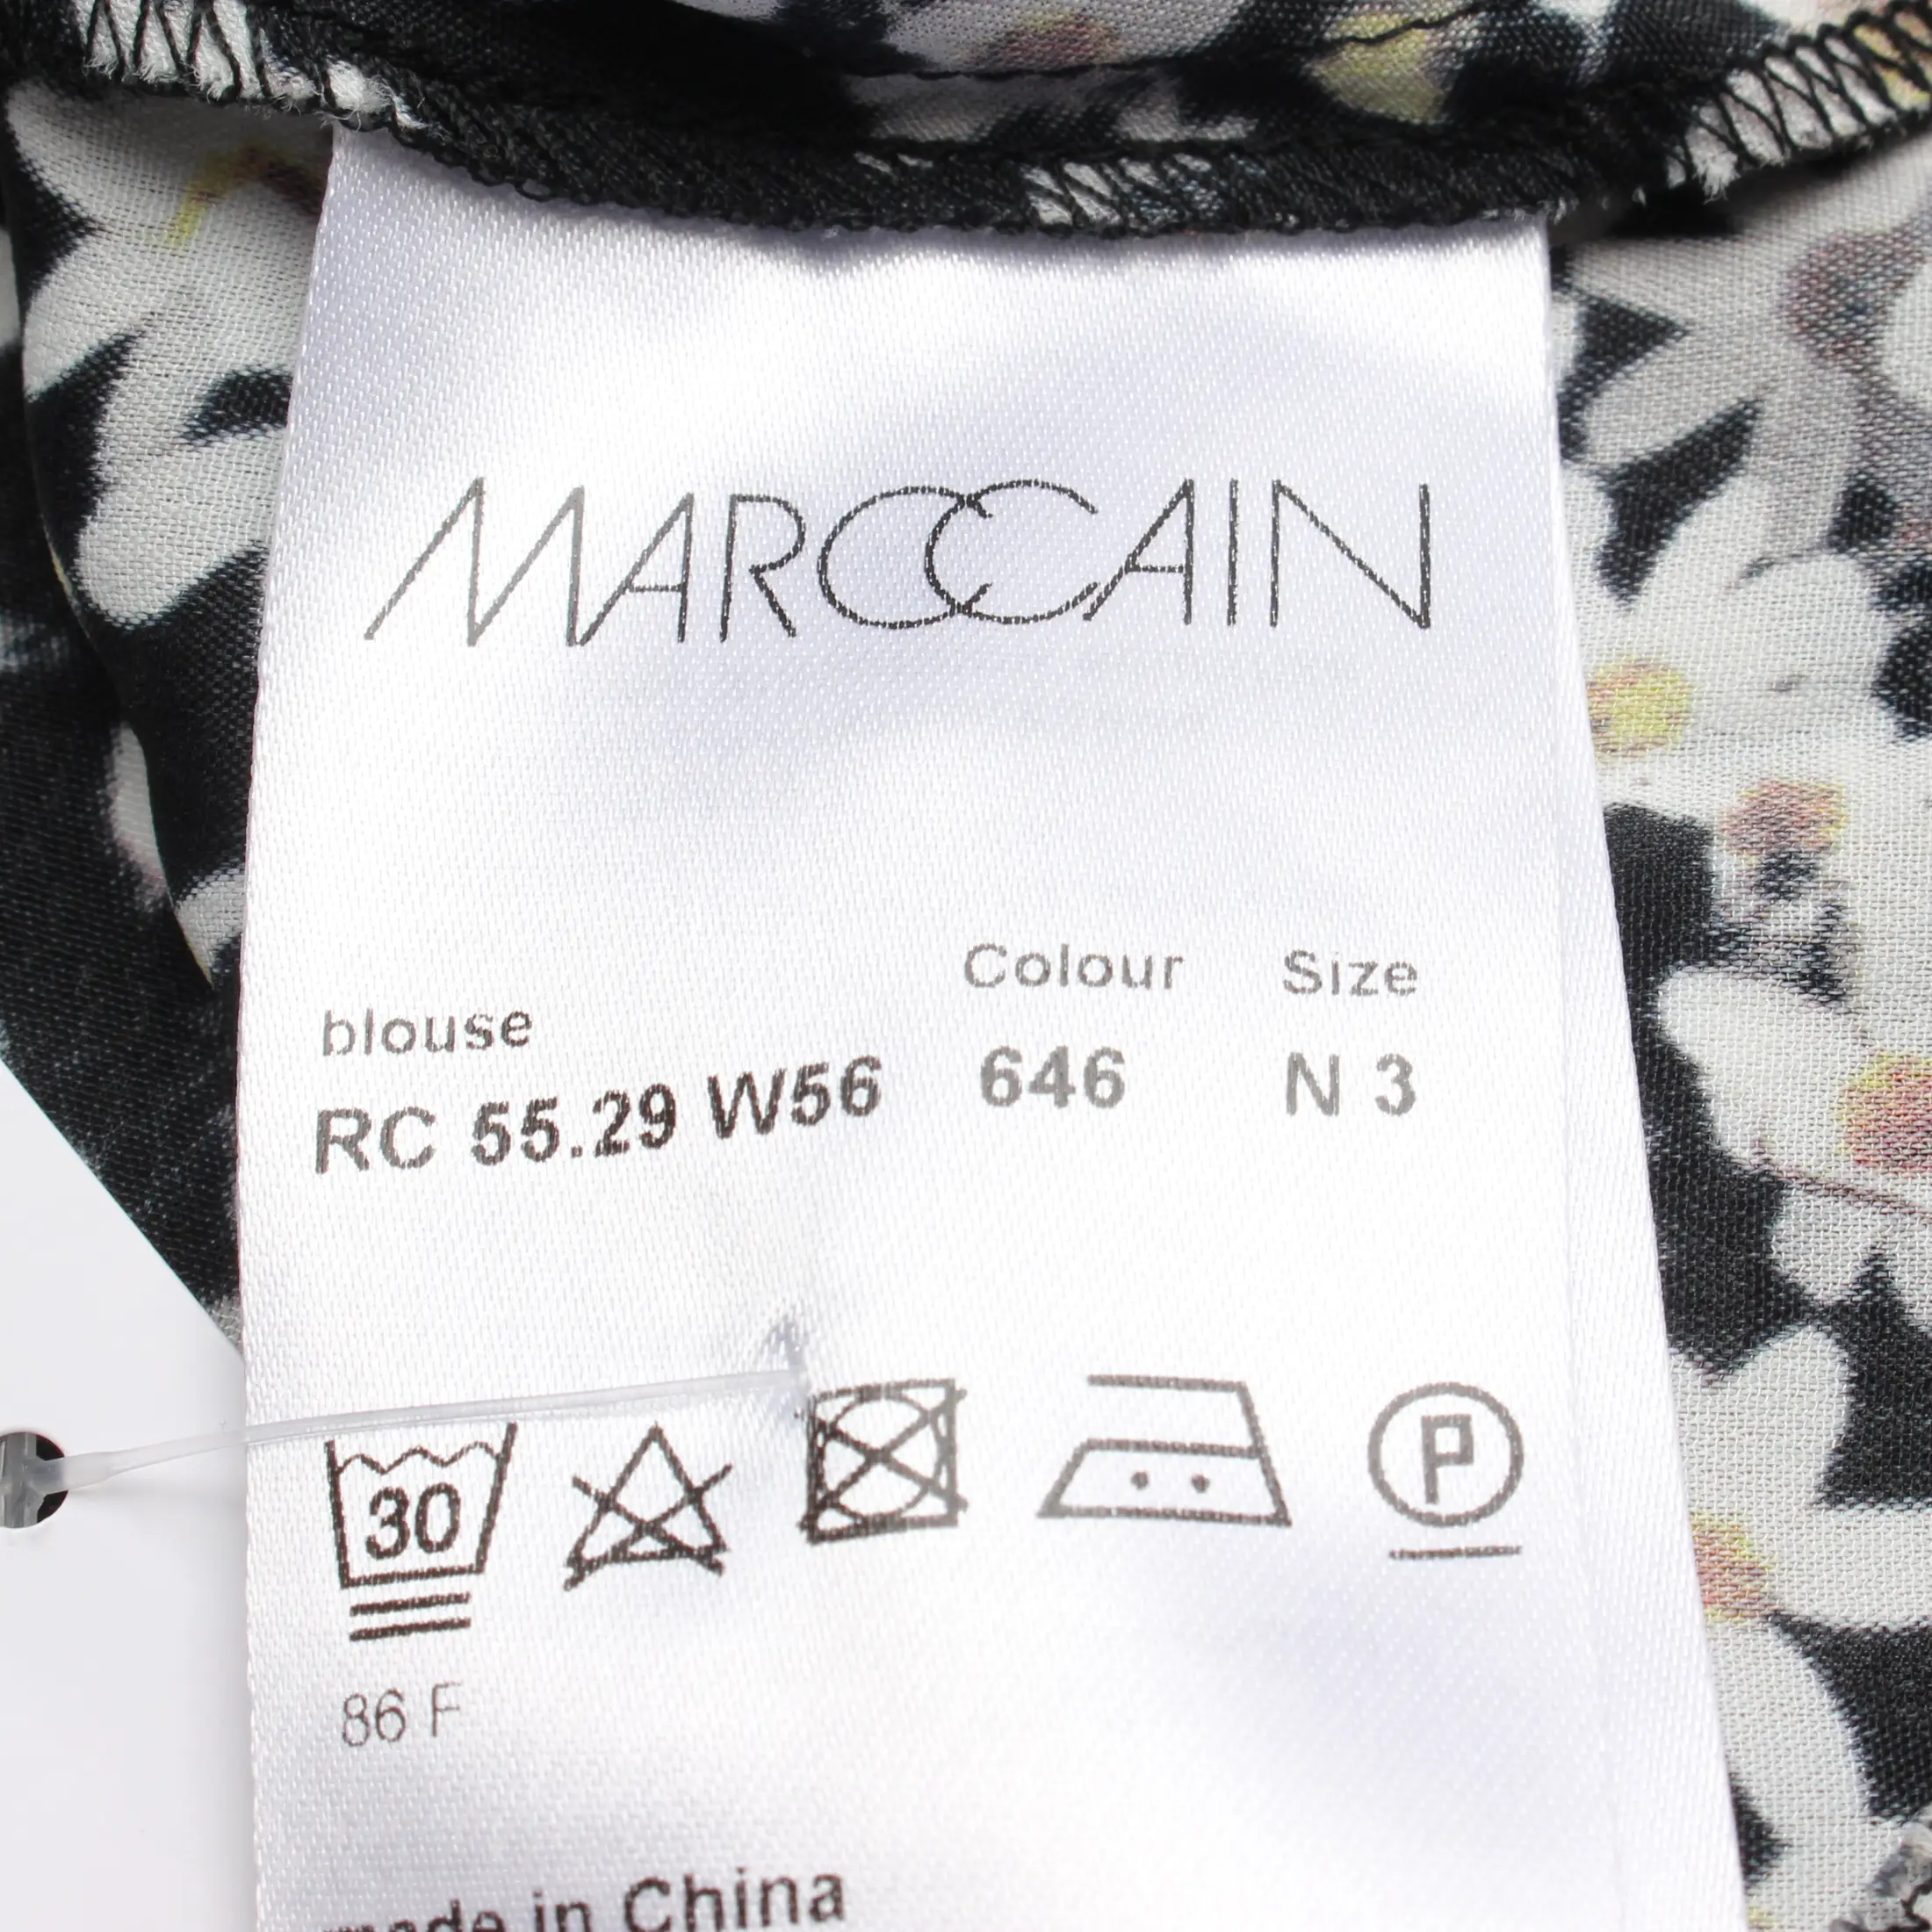 MARCCAIN
Colour Size
blouse
RC 55.29 W56 646 N 3
30
P
86 F
made in China